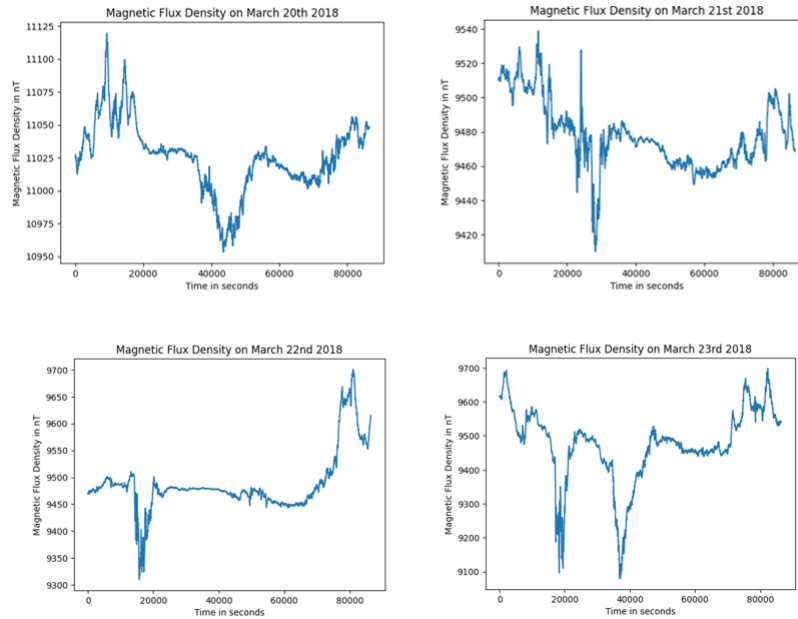 Magnetic Flux Density on March 20th 2018
11125
11100
11075
11050
11025
11000
10975
10950
Magnetic Flux Density in nT
0 20000 40000 60000 80000
Time in seconds
Magnetic Flux Density on March 21st 2018
9540
9520
9500
9480
9460
9440
9420
Magnetic Flux Density in nT
0 20000 40000 60000 80000
Time in seconds
Magnetic Flux Density on March 22nd 2018
9700
9650
9600
9550
9500
9450
9400
9350
9300
Magnetic Flux Density in nT
0 20000 40000 60000 80000
Time in seconds
Magnetic Flux Density on March 23rd 2018
9700
9600
9500
9400
9300
9200
9100
Magnetic Flux Density in nT
0 20000 40000 60000 80000
Time in seconds